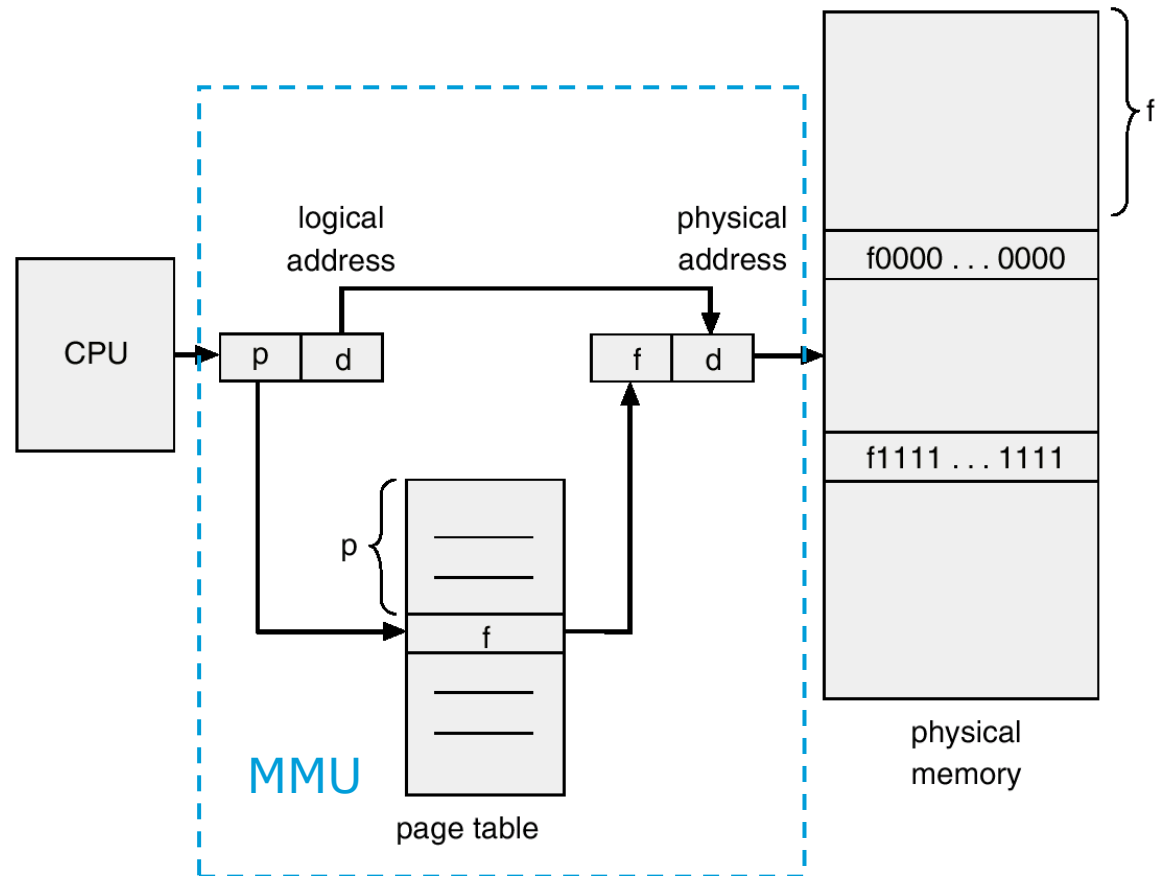 f
logical
address
physical
address
f0000 . . . 0000
CPU
p
d
f
d
f1111 . . . 1111
p
f
MMU
page table
physical
memory